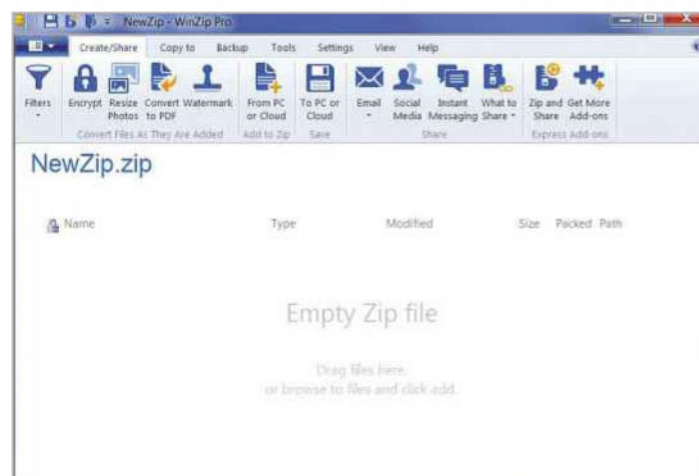 NewZip - WinZip Pro
Create/Share Copy to Backup Tools Settings View Help
Filters Encrypt Resize Photos Convert to PDF Watermark From PC or Cloud To PC or Cloud Email Social Media Instant Messaging What to Share Zip and Share Get More Add-ons
Convert Files As They Are Added Add to Zip Save Share Express Add-ons
NewZip.zip
Name Type Modified Size Packed Path
Empty Zip file
Drag files here
or browse to files and click add.